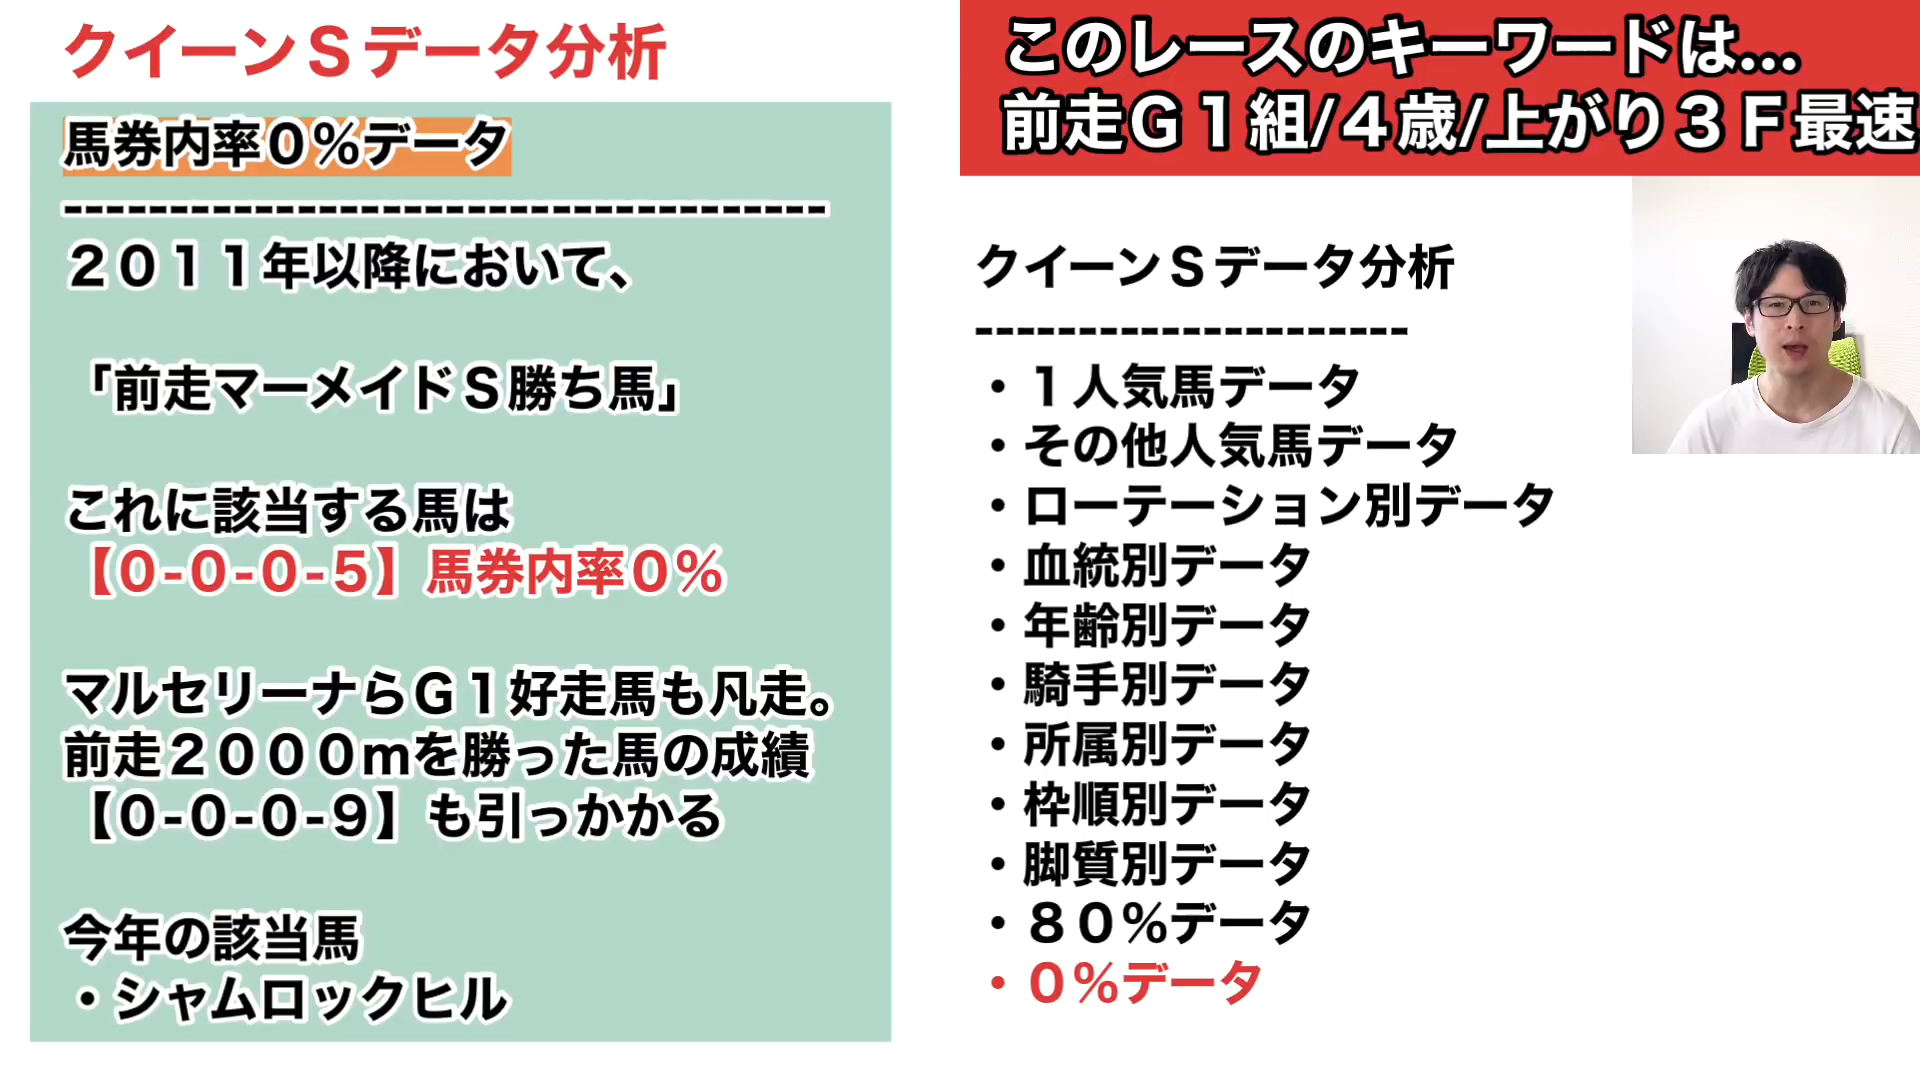 クイーンSデータ分析
馬券内率0%データ
------------------------------------
2011年以降において、
「前走マーメイドS勝ち馬」
これに該当する馬は
【0-0-0-5】馬券内率0%
マルセリーナらG1好走馬も凡走。
前走2000mを勝った馬の成績
【0-0-0-9】も引っかかる
今年の該当馬
・シャムロックヒル
このレースのキーワードは...
前走G1組/4歳/上がり3F最速
クイーンSデータ分析
---------------------
・1人気馬データ
・その他人気馬データ
・ローテーション別データ
・血統別データ
・年齢別データ
・騎手別データ
・所属別データ
・枠順別データ
・脚質別データ
・80%データ
・0%データ